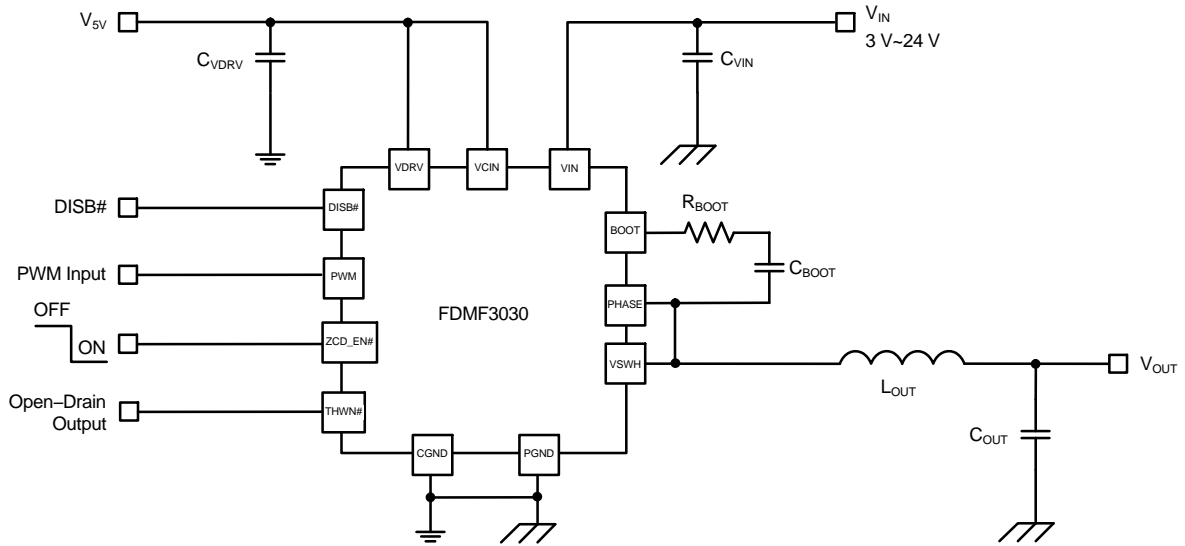 V5V
CVDRV
VIN
3 V~24 V
CVIN
VDRV
VCIN
VIN
DISB#
DISB#
RBOOT
BOOT
PWM Input
PWM
CBOOT
OFF
ON
FDMF3030
PHASE
ZCD_EN#
VSWH
LOUT
VOUT
Open–Drain
Output
THWN#
COUT
CGND
PGND